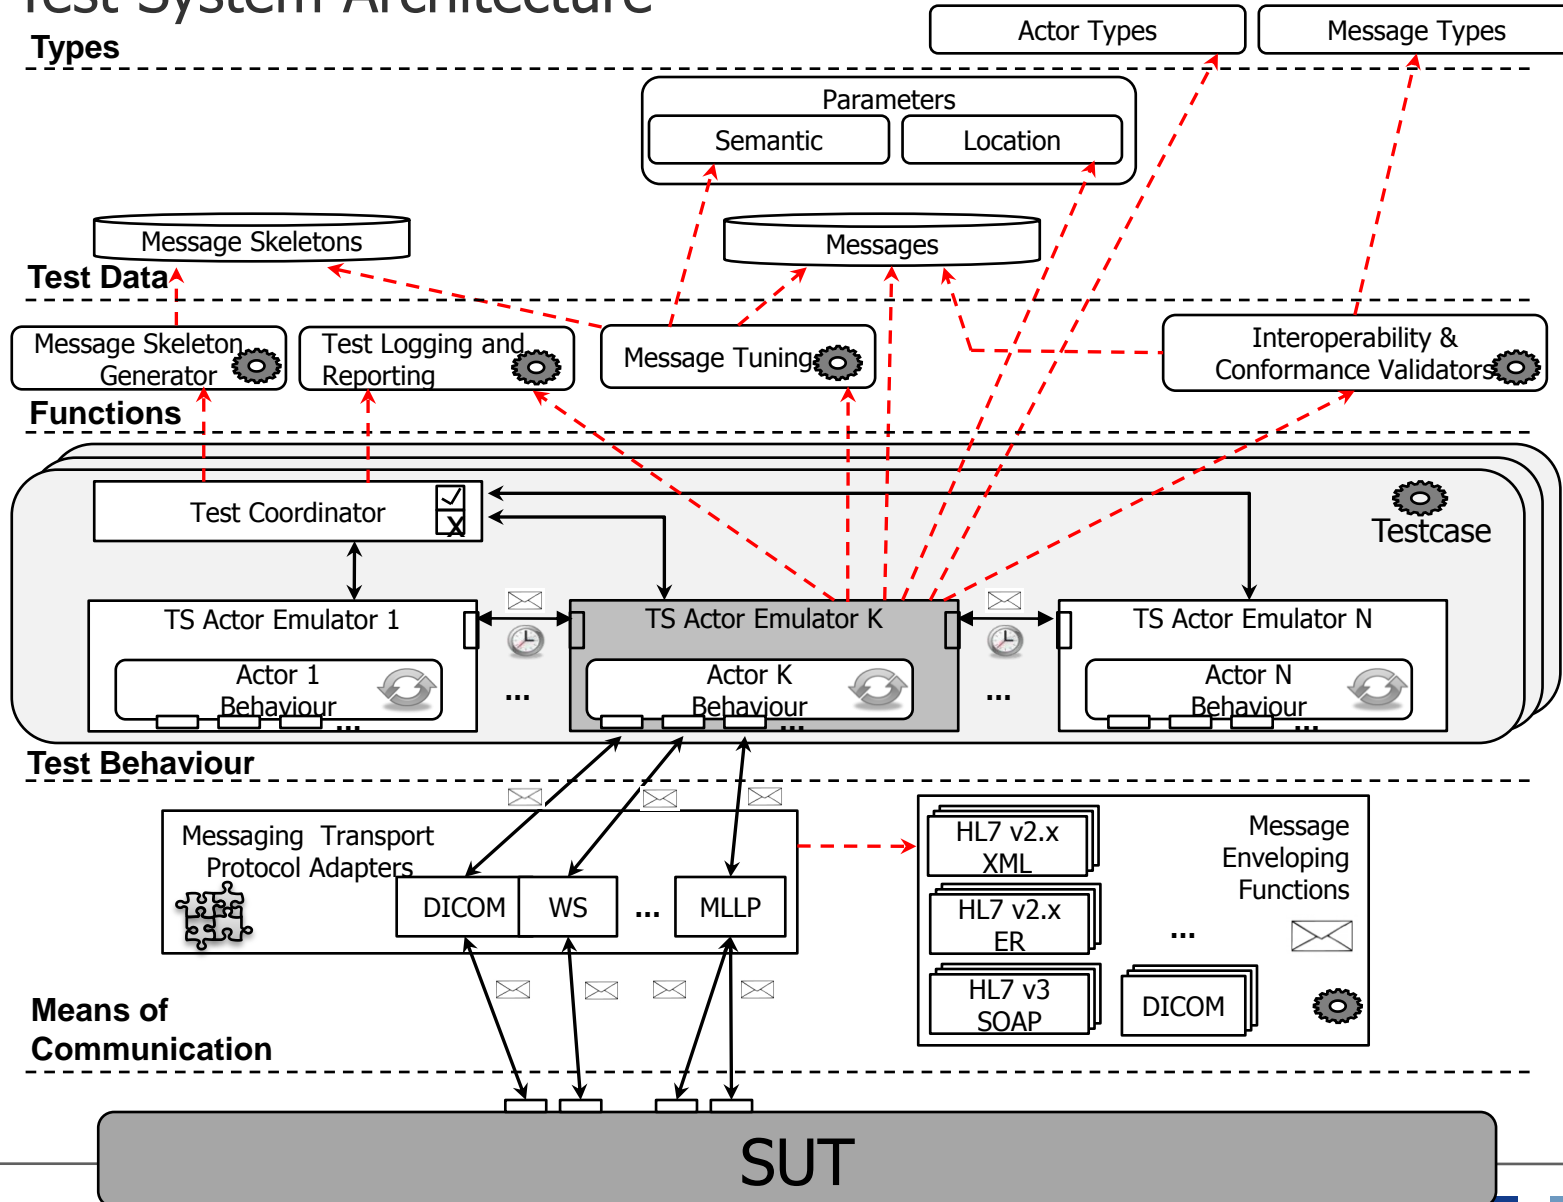 Test System Architecture
Types
Actor Types
Message Types
Parameters
Semantic
Location
Message Skeletons
Messages
Test Data
Message Skeleton
Generator
Test Logging and
Reporting
Message Tuning
Interoperability &
Conformance Validators
Functions
Test Coordinator
X
Testcase
TS Actor Emulator 1
TS Actor Emulator K
TS Actor Emulator N
Actor 1
Behaviour
...
...
Actor K
Behaviour
...
...
Actor N
Behaviour
...
Test Behaviour
Messaging Transport
Protocol Adapters
DICOM
WS
...
MLLP
HL7 v2.x
XML
HL7 v2.x
ER
HL7 v3
SOAP
...
DICOM
Message
Enveloping
Functions
Means of
Communication
SUT